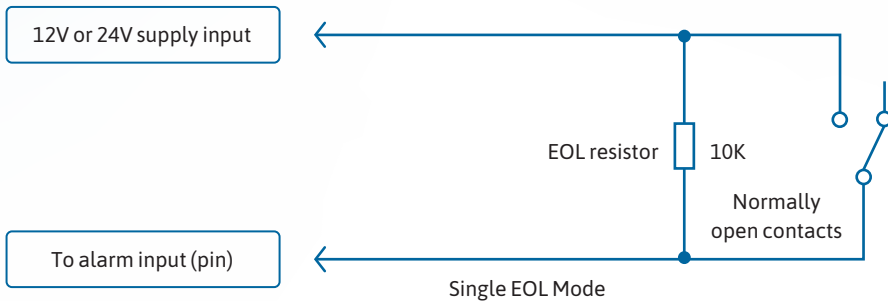 12V or 24V supply input
EOL resistor
10K
Normally
open contacts
To alarm input (pin)
Single EOL Mode